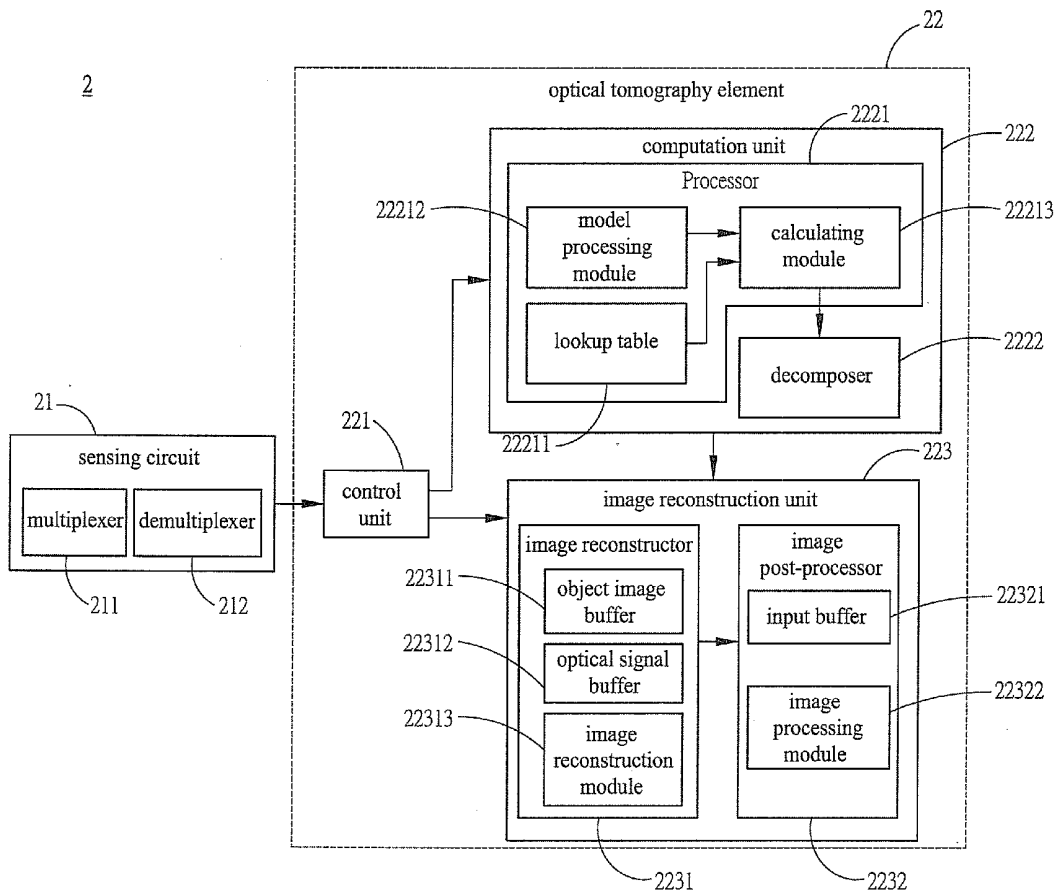 22
2
optical tomography element
2221
222
computation unit
Processor
22212
model
processing
module
calculating
module
22213
lookup table
decomposer
2222
22211
21
sensing circuit
multiplexer
demultiplexer
211
212
221
control
unit
223
image reconstruction unit
image reconstructor
22311
object image
buffer
22312
optical signal
buffer
22313
image
reconstruction
module
image
post-processor
input buffer
22321
image
processing
module
22322
2231
2232